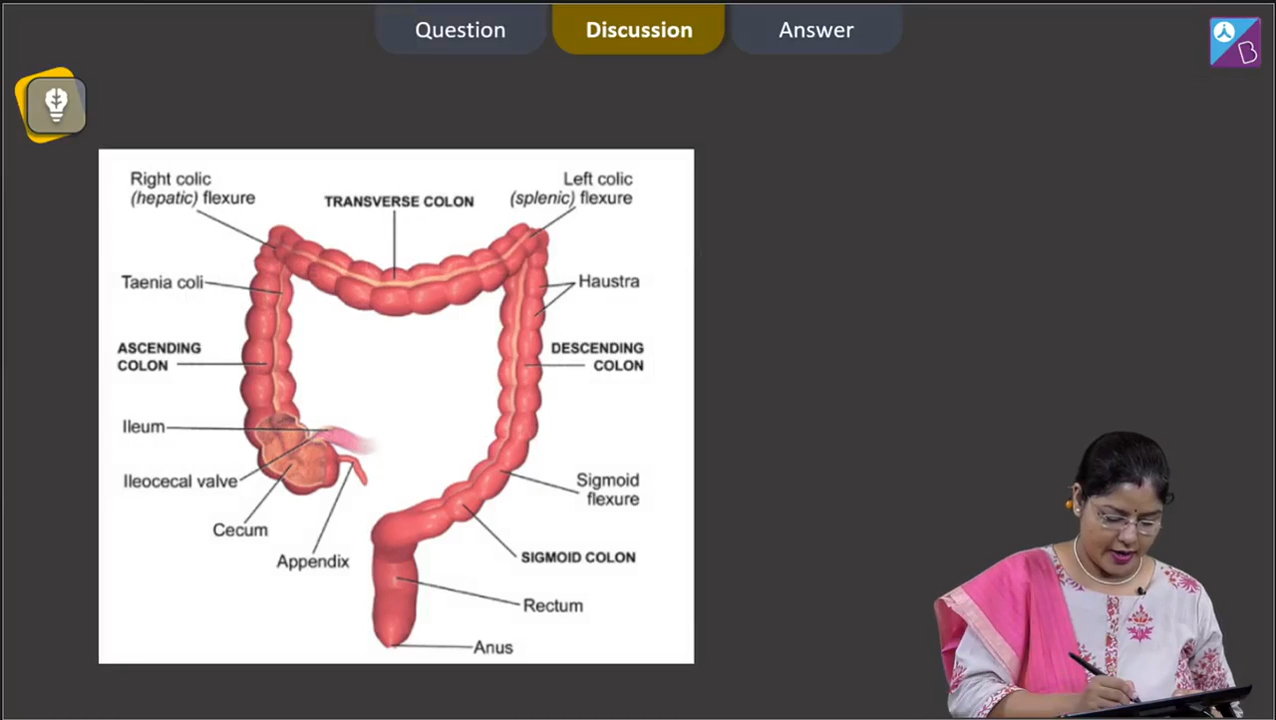 Question
Discussion
Answer
Right colic
(hepatic) flexure
TRANSVERSE COLON
Left colic
(splenic) flexure
Taenia coli
Haustra
ASCENDING
COLON
DESCENDING
COLON
Ileum
Ileocecal valve
Sigmoid
flexure
Cecum
Appendix
SIGMOID COLON
Rectum
Anus
B